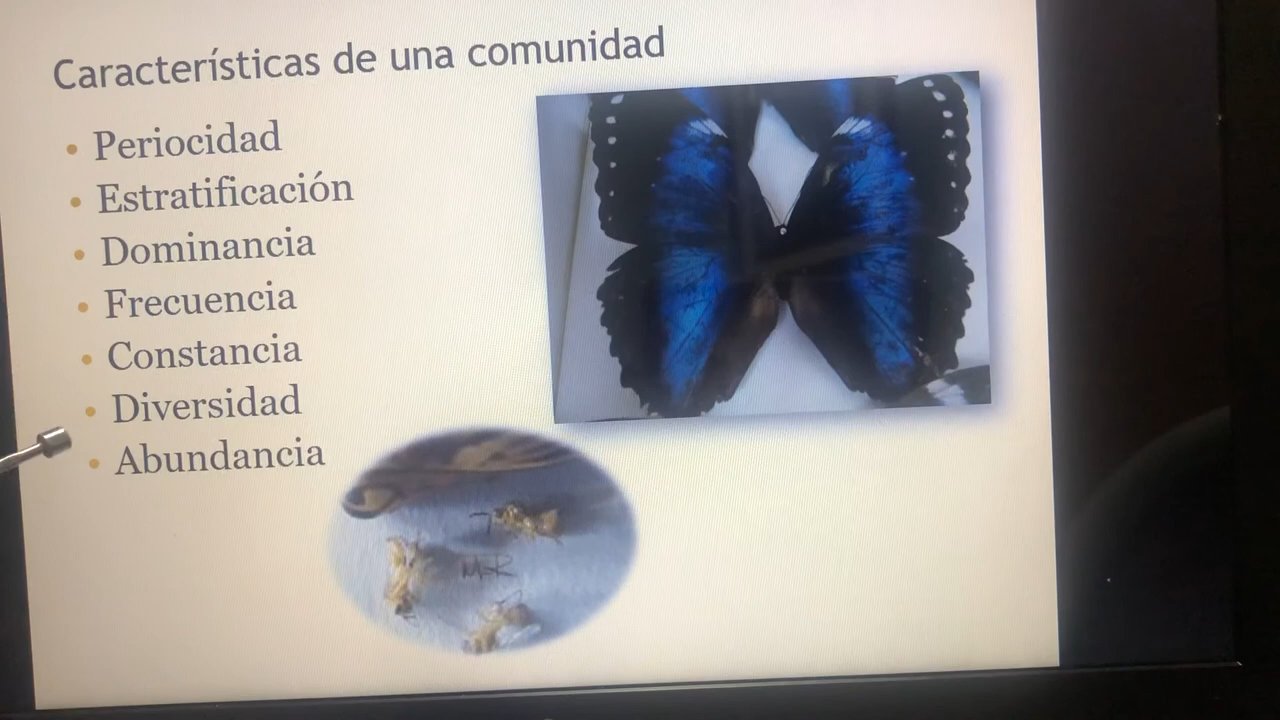 Características de una comunidad
• Periocidad
• Estratificación
• Dominancia
• Frecuencia
• Constancia
• Diversidad
• Abundancia